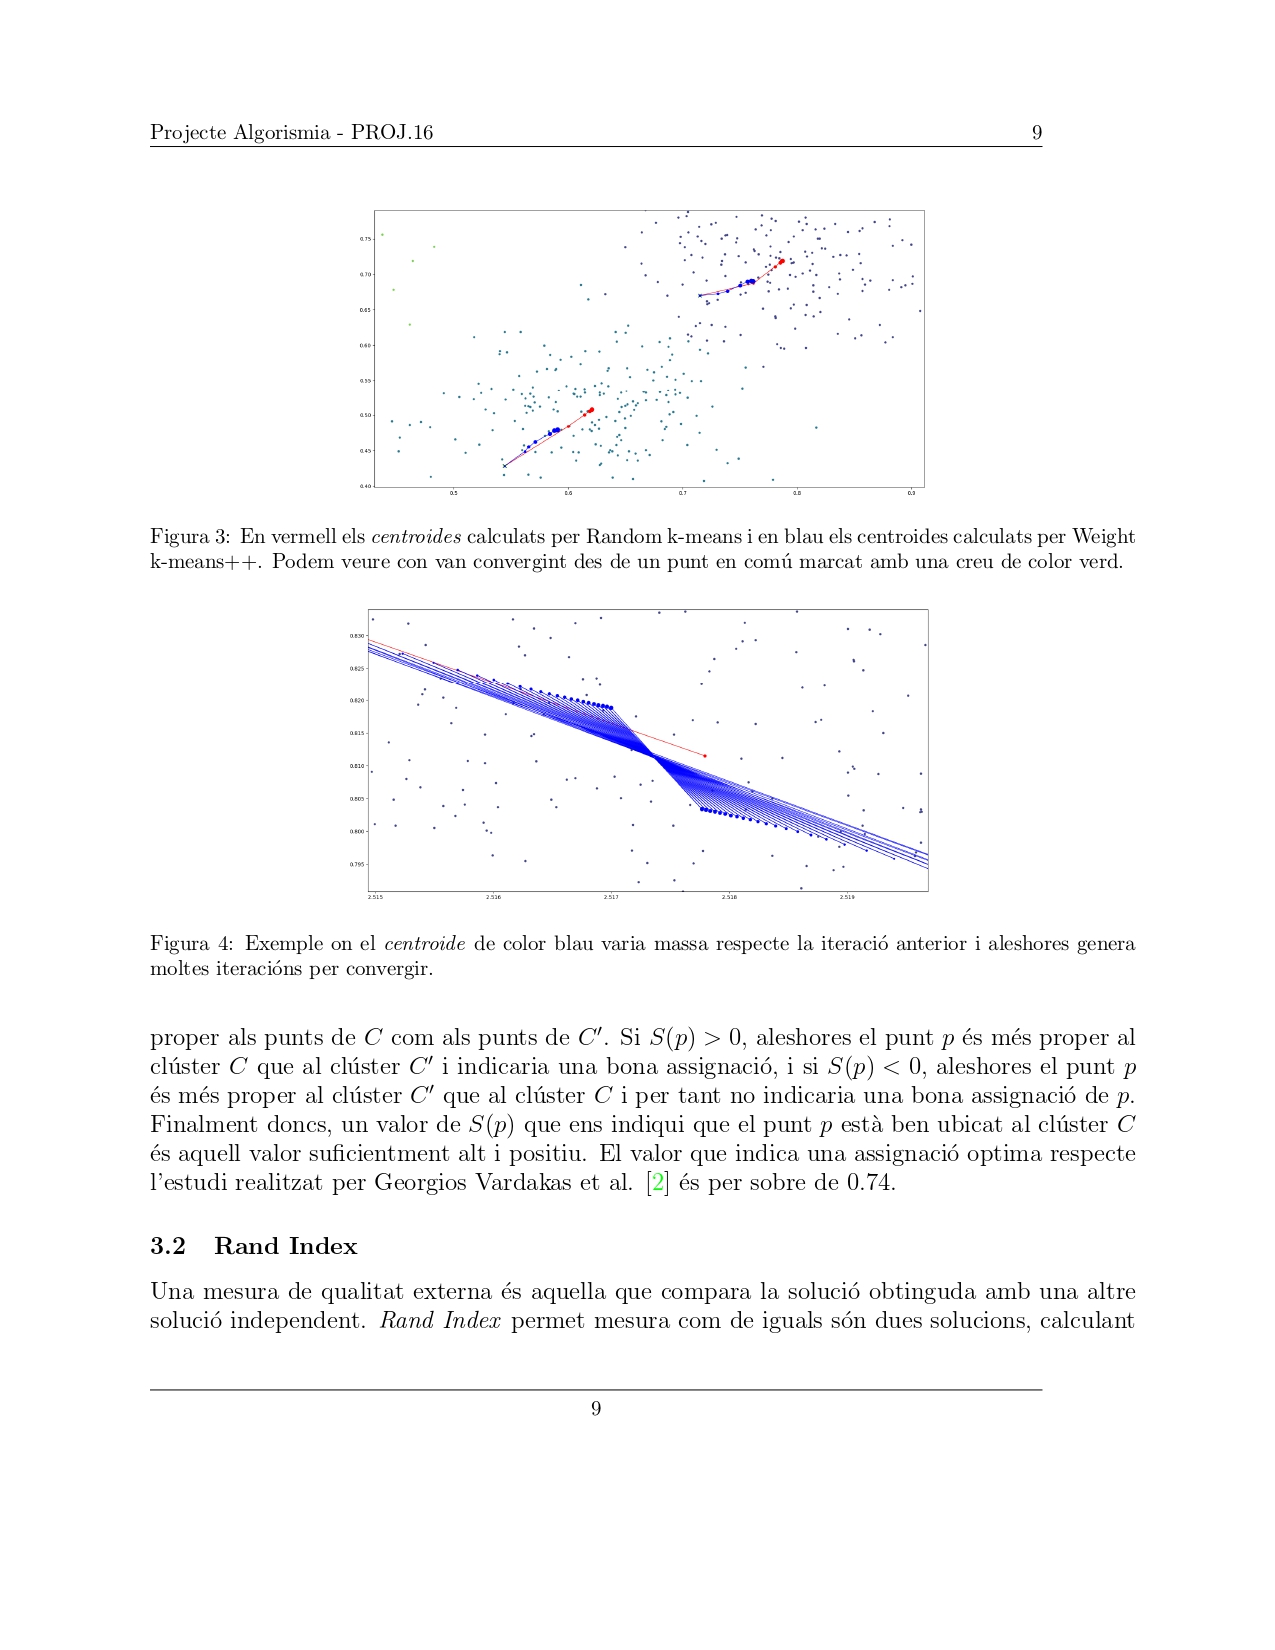 Projecte Algorismia - PROJ.16 9
0.75
0.70
0.65
0.60
0.55
0.50
0.45
0.40
0.5 0.6 0.7 0.8 0.9
Figura 3: En vermell els centroides calculats per Random k-means i en blau els centroides calculats per Weight
k-means++. Podem veure con van convergint des de un punt en comú marcat amb una creu de color verd.
0.830
0.825
0.820
0.815
0.810
0.805
0.800
0.795
2.515 2.516 2.517 2.518 2.519
Figura 4: Exemple on el centroide de color blau varia massa respecte la iteració anterior i aleshores genera
moltes iteracións per convergir.
proper als punts de C com als punts de C′. Si S(p) > 0, aleshores el punt p és més proper al
clúster C que al clúster C′ i indicaria una bona assignació, i si S(p) < 0, aleshores el punt p
és més proper al clúster C′ que al clúster C i per tant no indicaria una bona assignació de p.
Finalment doncs, un valor de S(p) que ens indiqui que el punt p està ben ubicat al clúster C
és aquell valor suficientment alt i positiu. El valor que indica una assignació optima respecte
l'estudi realitzat per Georgios Vardakas et al. [2] és per sobre de 0.74.
3.2 Rand Index
Una mesura de qualitat externa és aquella que compara la solució obtinguda amb una altre
solució independent. Rand Index permet mesura com de iguals són dues solucions, calculant
9